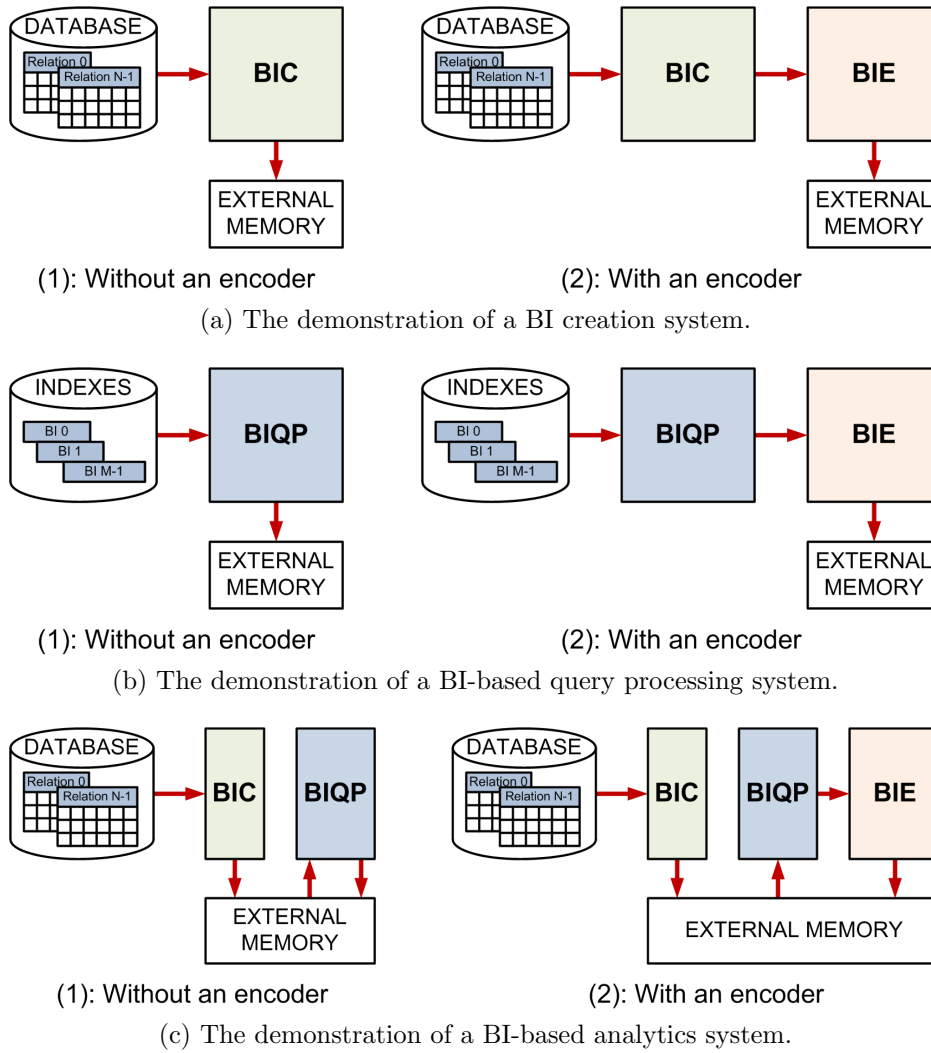 DATABASE
Relation 0
Relation N-1
BIC
EXTERNAL
MEMORY
(1): Without an encoder
DATABASE
Relation 0
Relation N-1
BIC
BIE
EXTERNAL
MEMORY
(2): With an encoder
(a) The demonstration of a BI creation system.
INDEXES
BI 0
BI 1
BI M-1
BIQP
EXTERNAL
MEMORY
(1): Without an encoder
INDEXES
BI 0
BI 1
BI M-1
BIQP
BIE
EXTERNAL
MEMORY
(2): With an encoder
(b) The demonstration of a BI-based query processing system.
DATABASE
Relation 0
Relation N-1
BIC
BIQP
EXTERNAL
MEMORY
(1): Without an encoder
DATABASE
Relation 0
Relation N-1
BIC
BIQP
BIE
EXTERNAL MEMORY
(2): With an encoder
(c) The demonstration of a BI-based analytics system.